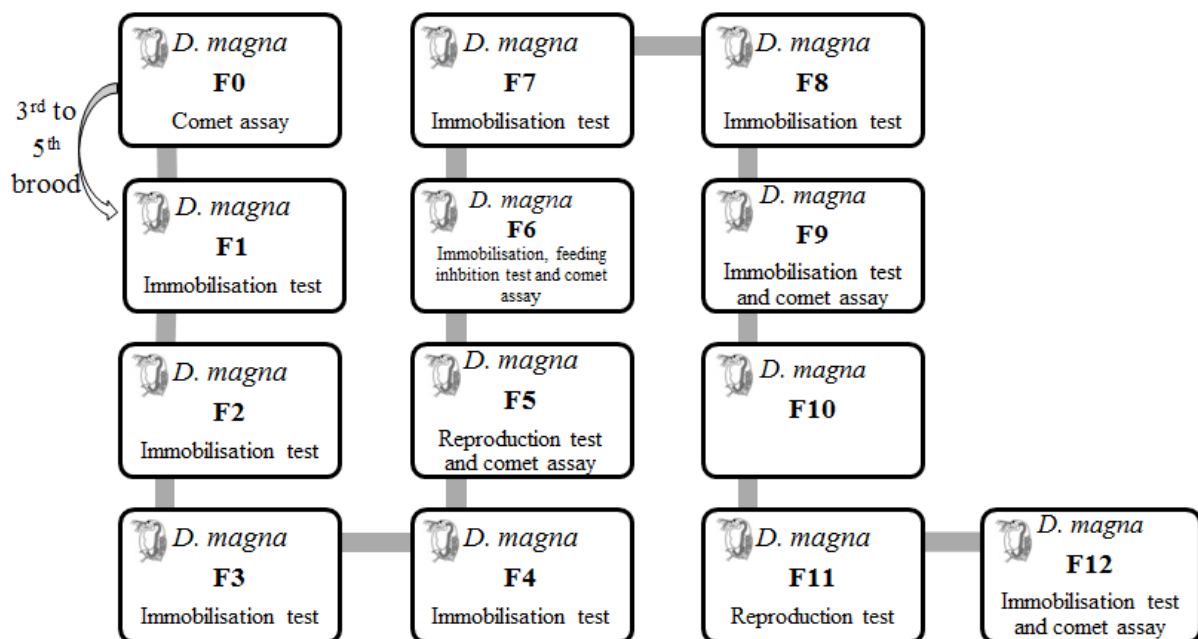 D. magna
F0
Comet assay
3rd to
5th
brood
D. magna
F1
Immobilisation test
D. magna
F2
Immobilisation test
D. magna
F3
Immobilisation test
D. magna
F4
Immobilisation test
D. magna
F5
Reproduction test
and comet assay
D. magna
F6
Immobilisation, feeding
inhbition test and comet
assay
D. magna
F7
Immobilisation test
D. magna
F8
Immobilisation test
D. magna
F9
Immobilisation test
and comet assay
D. magna
F10
D. magna
F11
Reproduction test
D. magna
F12
Immobilisation test
and comet assay